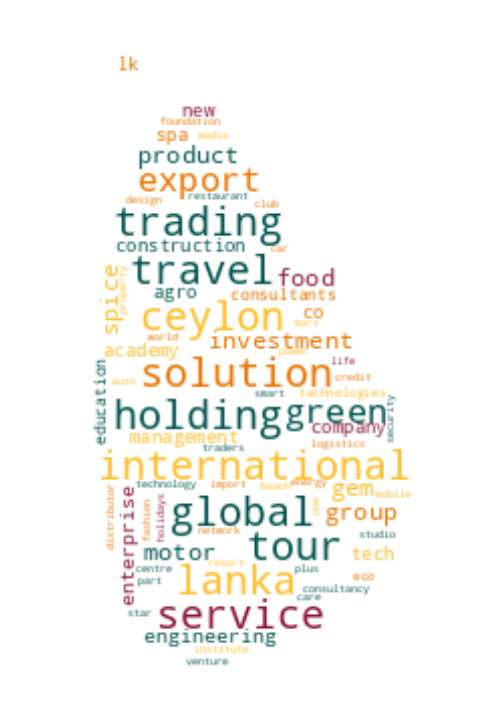 lk
new
foundation
spa media
product
export
design restaurant
club
trading
construction car
travel food
spice property agro consultants
ceylon co
mart
world investment
academy power
education life
solution credit
auto smart technologies
holding green security
company
management logistics
traders
international
technology import beach energy gem mobile
distributor enterprise fashion holidays global one group
network studio
motor tour tech
centre resort plus
part eco
lanka consultancy
care
star service
engineering
institute
venture